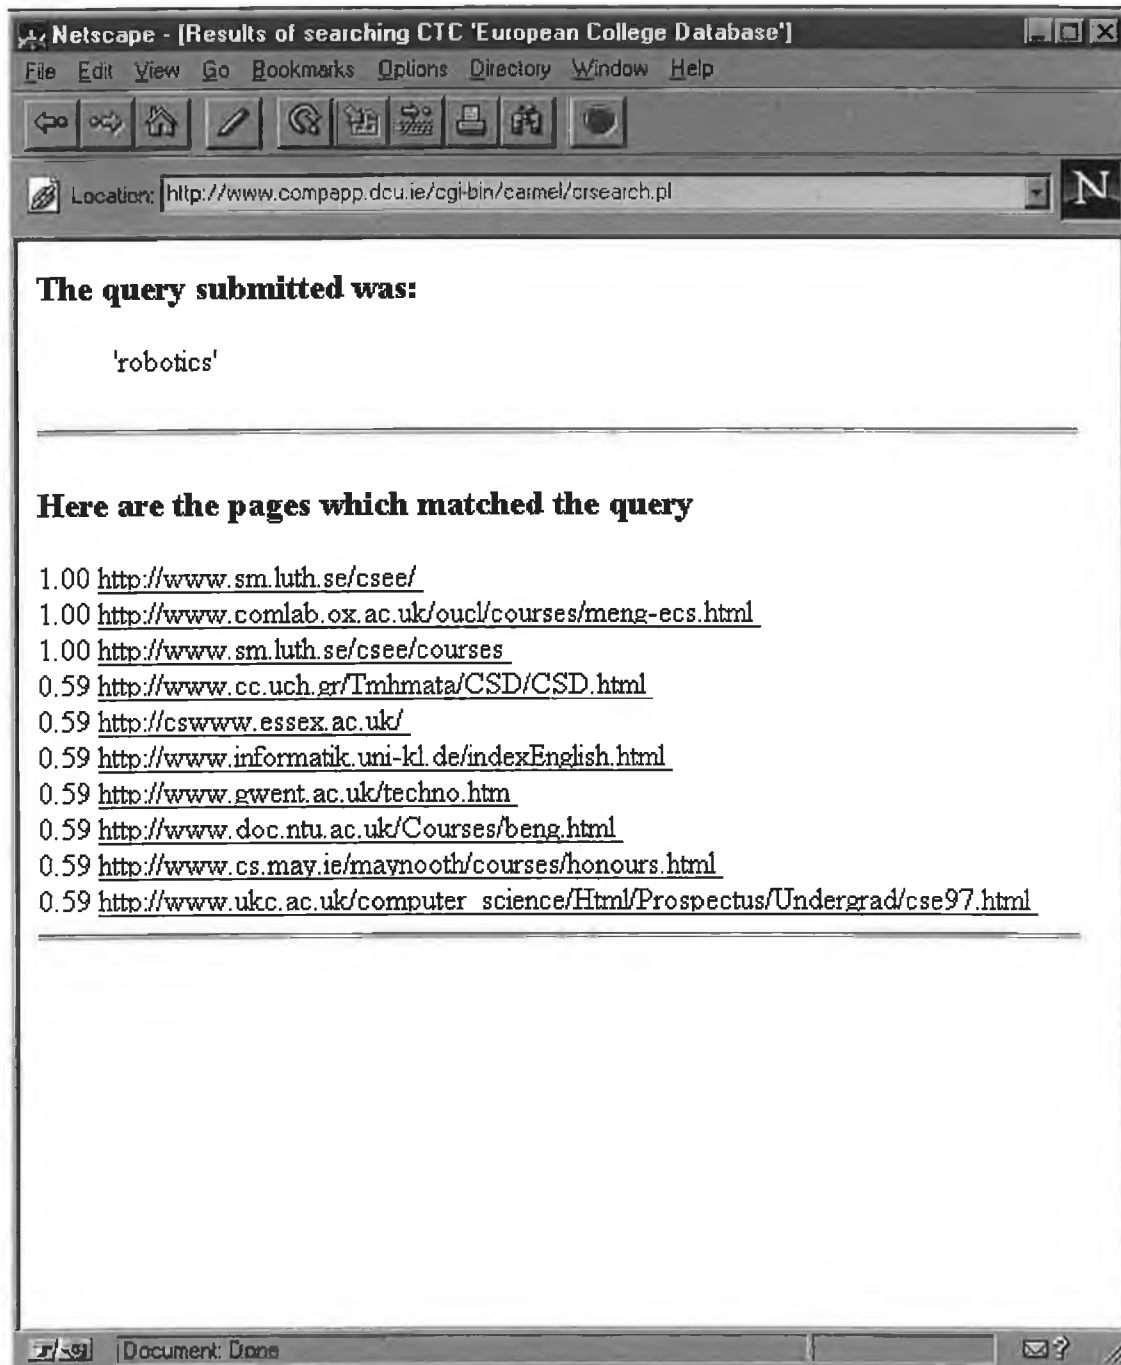 Netscape - [Results of searching CTC 'European College Database']
File Edit View Go Bookmarks Options Directory Window Help
Location: http://www.compapp.dcu.ie/cgi-bin/carmel/crsearch.pl
N
The query submitted was:
'robotics'
Here are the pages which matched the query
1.00 http://www.sm.luth.se/csee/
1.00 http://www.comlab.ox.ac.uk/oucl/courses/meng-ecs.html
1.00 http://www.sm.luth.se/csee/courses
0.59 http://www.cc.uch.gr/Tmhmata/CSD/CSD.html
0.59 http://cswww.essex.ac.uk/
0.59 http://www.informatik.uni-kl.de/indexEnglish.html
0.59 http://www.gwent.ac.uk/techno.htm
0.59 http://www.doc.ntu.ac.uk/Courses/beng.html
0.59 http://www.cs.may.ie/maynooth/courses/honours.html
0.59 http://www.ukc.ac.uk/computer_science/Html/Prospectus/Undergrad/cse97.html
Document: Done
?